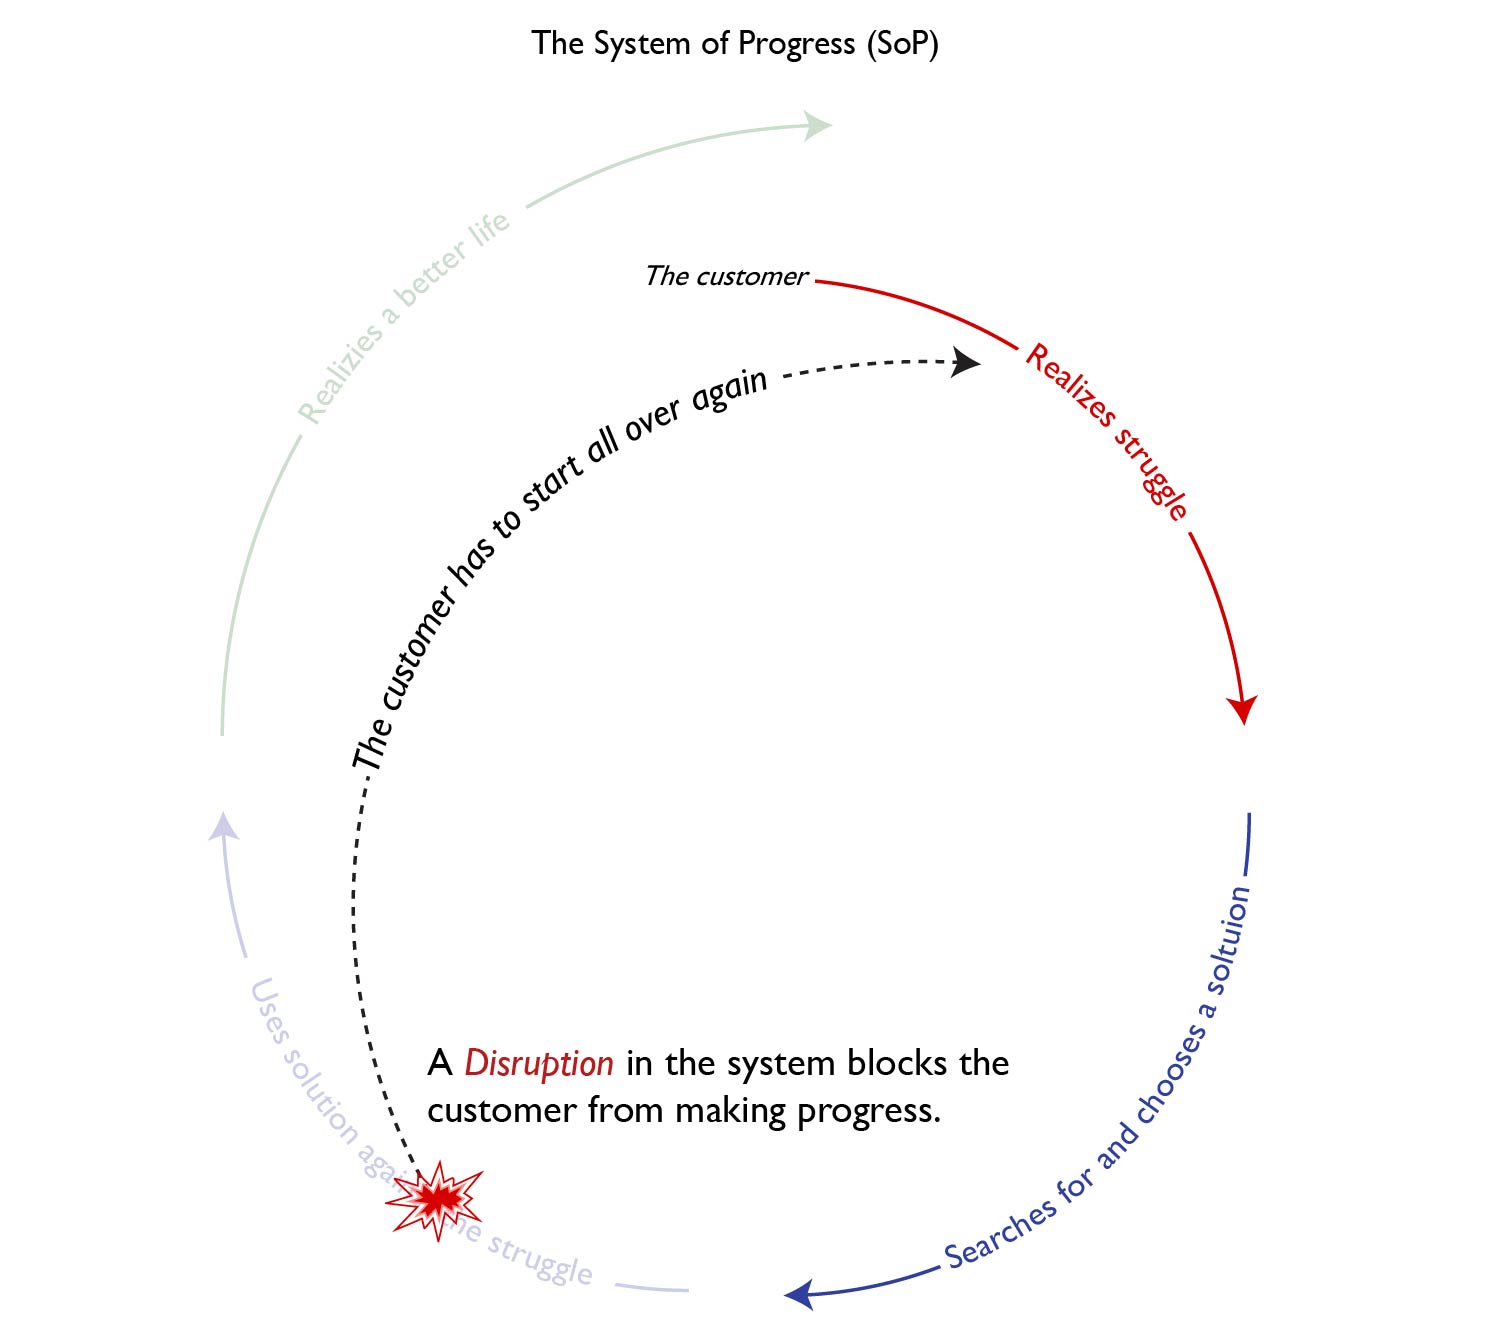 The System of Progress (SoP)
The customer
Realizes struggle
Searches for and chooses a soltuion
Uses solution again the struggle
Realizies a better life
The customer has to start all over again
A Disruption in the system blocks the
customer from making progress.